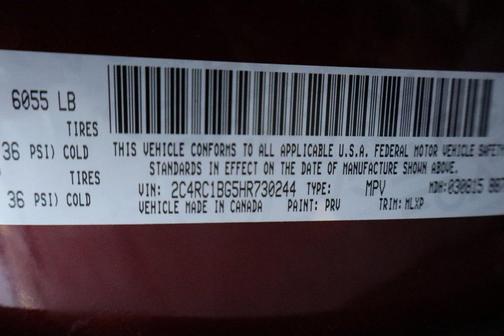 6055 LB
TIRES
36 PSI) COLD
TIRES
36 PSI) COLD
THIS VEHICLE CONFORMS TO ALL APPLICABLE U.S.A. FEDERAL MOTOR VEHICLE SAFETY
STANDARDS IN EFFECT ON THE DATE OF MANUFACTURE SHOWN ABOVE.
VIN: 2C4RC1BG5HR730244 TYPE: MPV MDH: 030815
VEHICLE MADE IN CANADA PAINT: PRV TRIM: MLXP